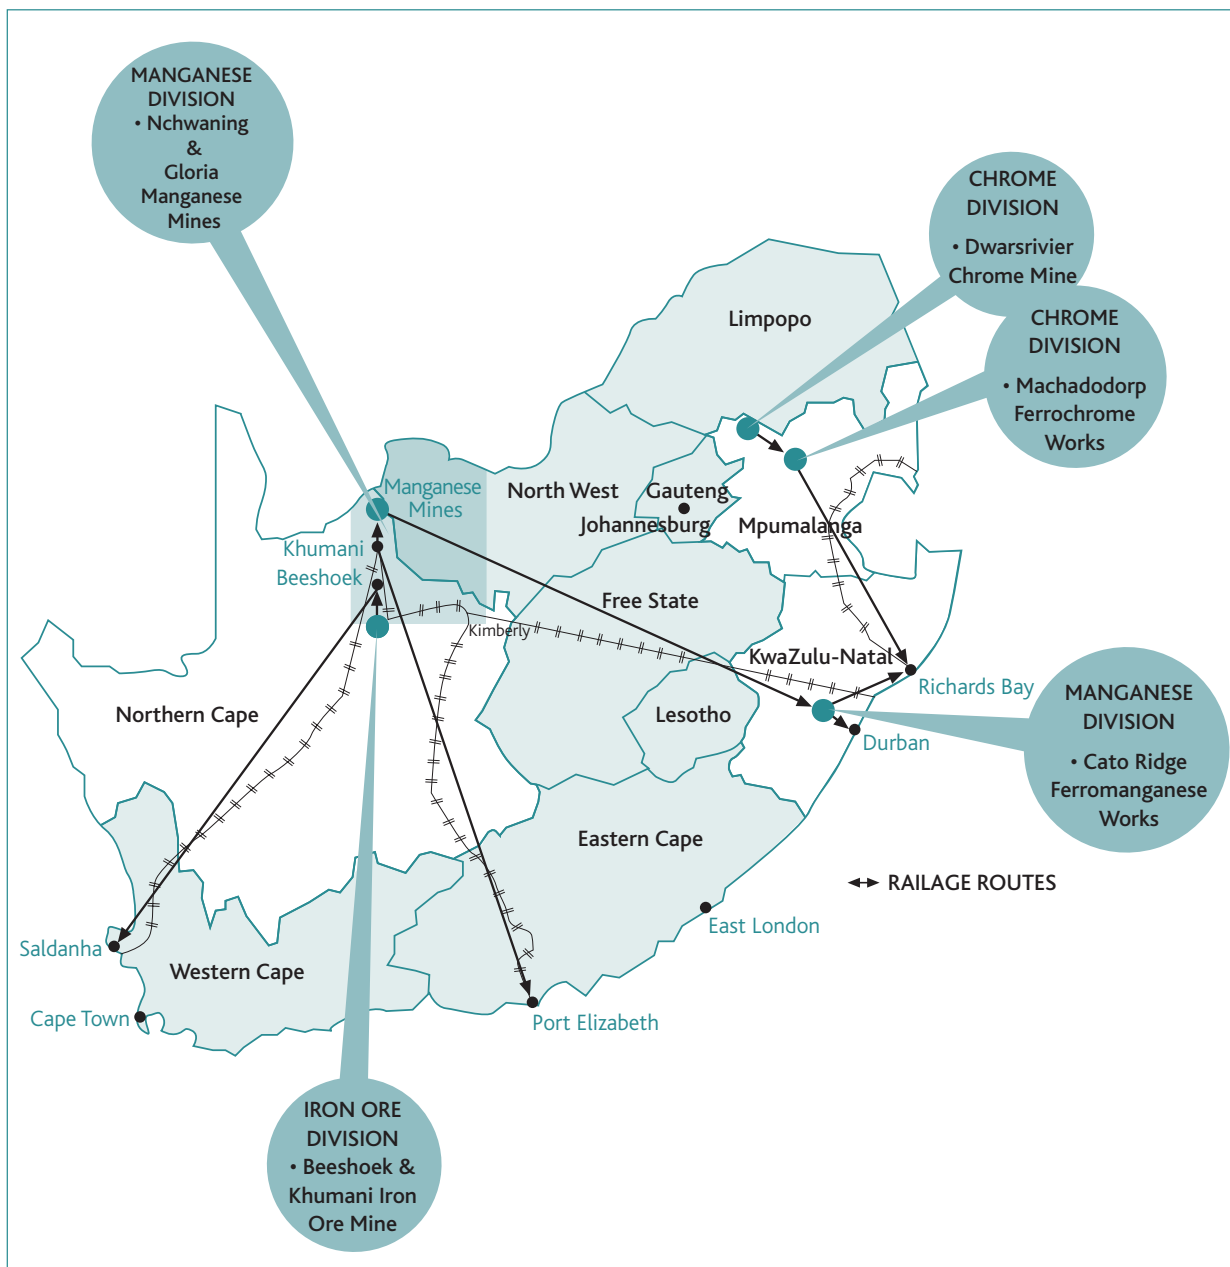 MANGANESE
DIVISION
• Nchwaning
&
Gloria
Manganese
Mines
CHROME
DIVISION
• Dwarsrivier
Chrome Mine
CHROME
DIVISION
• Machadodorp
Ferrochrome
Works
Limpopo
Manganese
Mines
North West
Gauteng
Johannesburg
Mpumalanga
Khumani
Beeshoek
Free State
Kimberly
KwaZulu-Natal
Richards Bay
Northern Cape
Lesotho
Durban
MANGANESE
DIVISION
• Cato Ridge
Ferromanganese
Works
Eastern Cape
RAILAGE ROUTES
East London
Saldanha
Western Cape
Cape Town
Port Elizabeth
IRON ORE
DIVISION
• Beeshoek &
Khumani Iron
Ore Mine